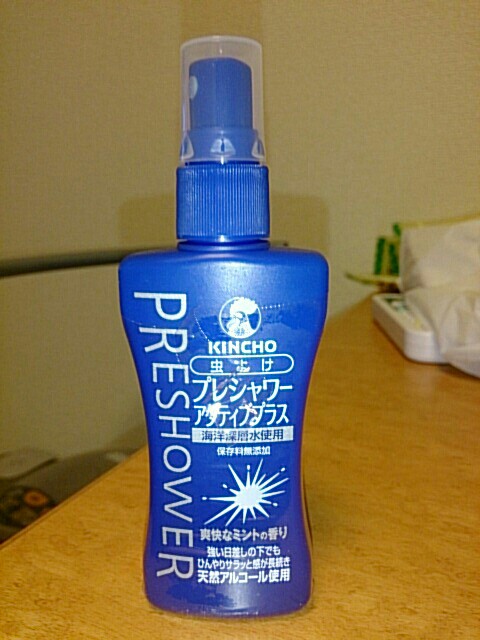 PRESHOWER
KINCHO
虫よけ
プレシャワー
アクティブプラス
海洋深層水使用
保存料無添加
爽快なミントの香り
強い日差しの下でも
ひんやりサラッと感が長続き
天然アルコール使用